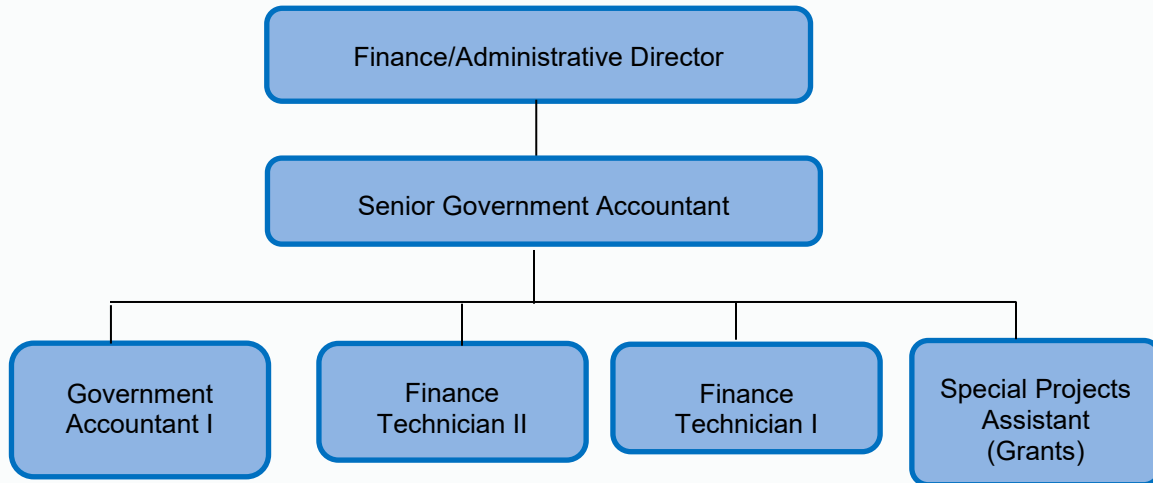 Finance/Administrative Director
Senior Government Accountant
Government
Accountant I
Finance
Technician II
Finance
Technician I
Special Projects
Assistant
(Grants)